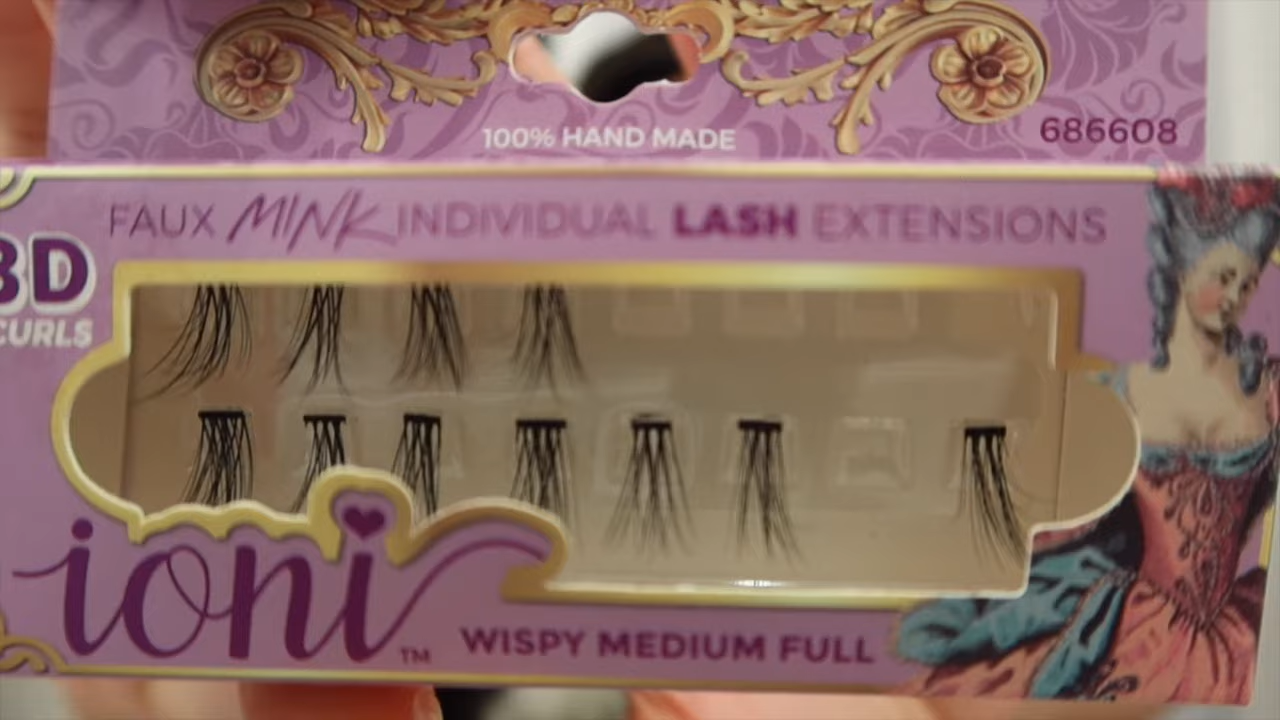 100% HAND MADE
686608
FAUX MINK INDIVIDUAL LASH EXTENSIONS
3D
CURLS
ioni™
WISPY MEDIUM FULL